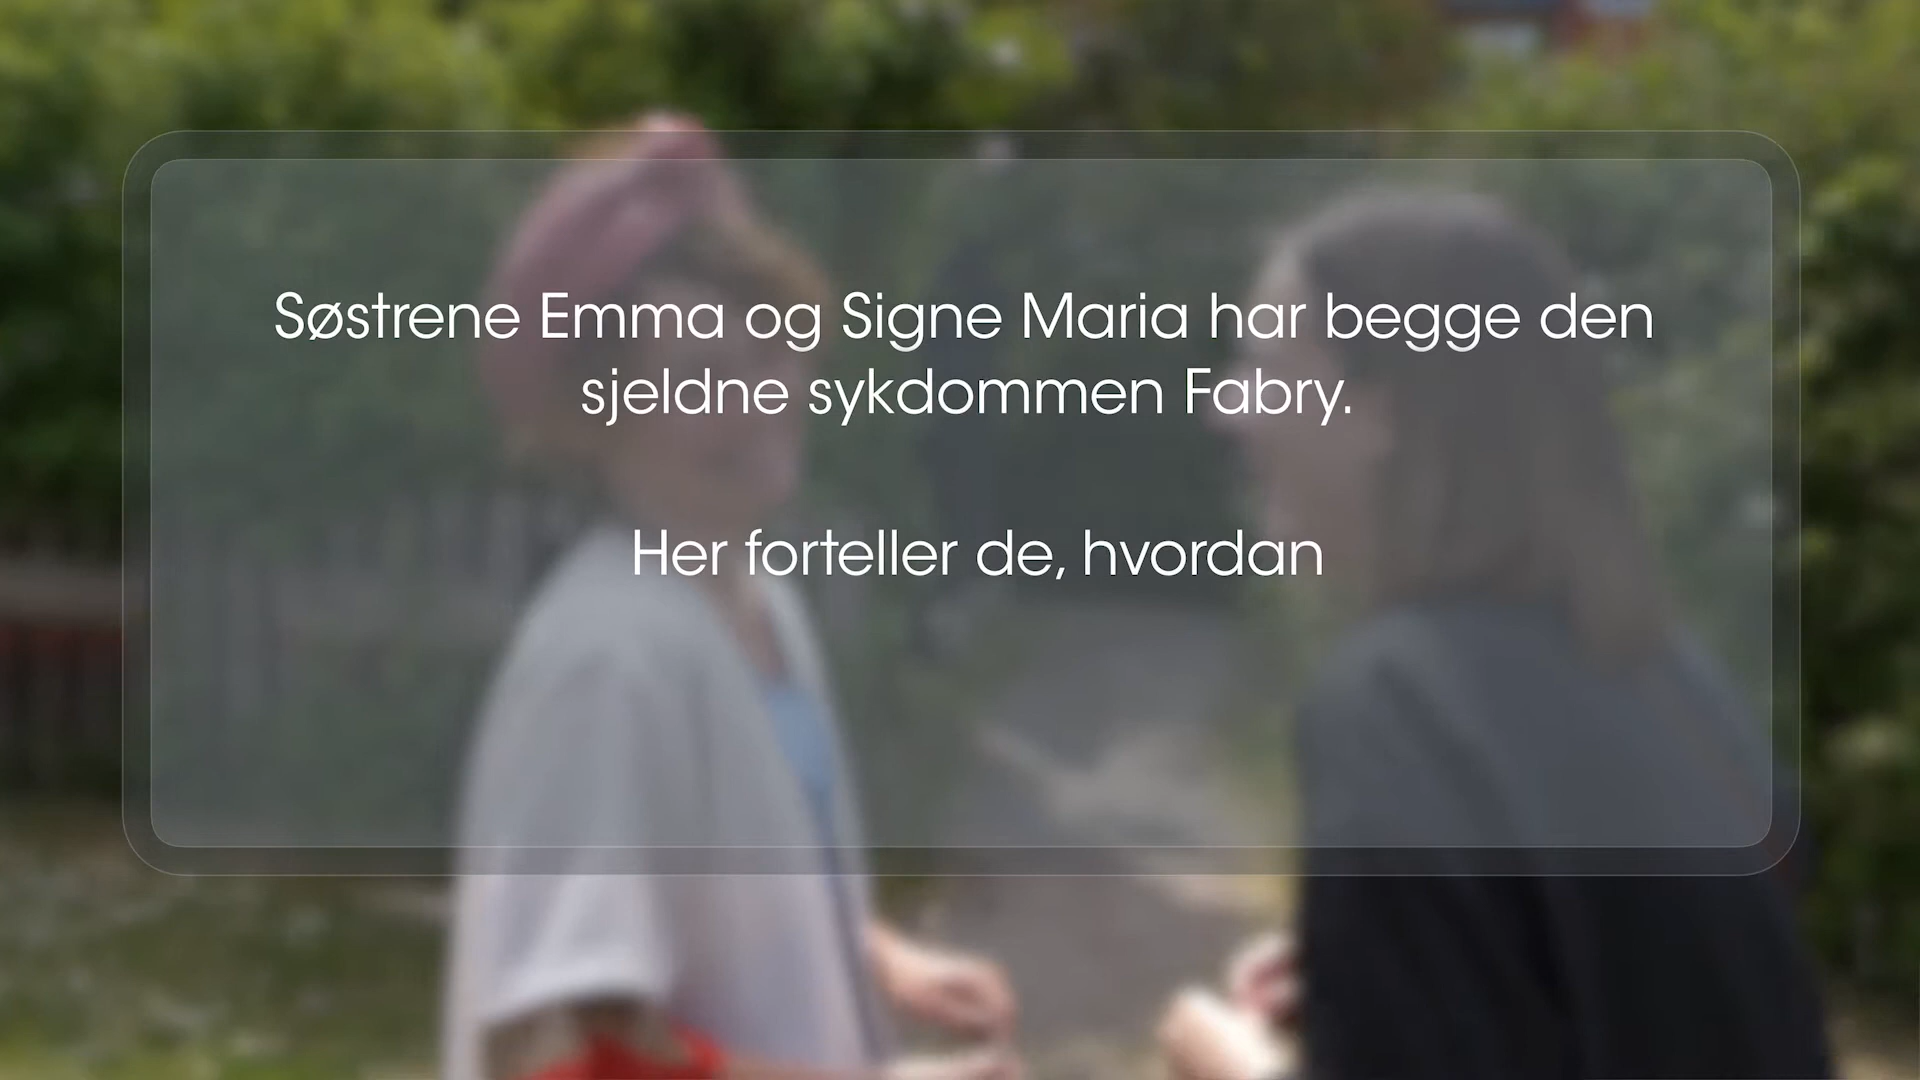 Søstrene Emma og Signe Maria har begge den
sjeldne sykdommen Fabry.
Her forteller de, hvordan